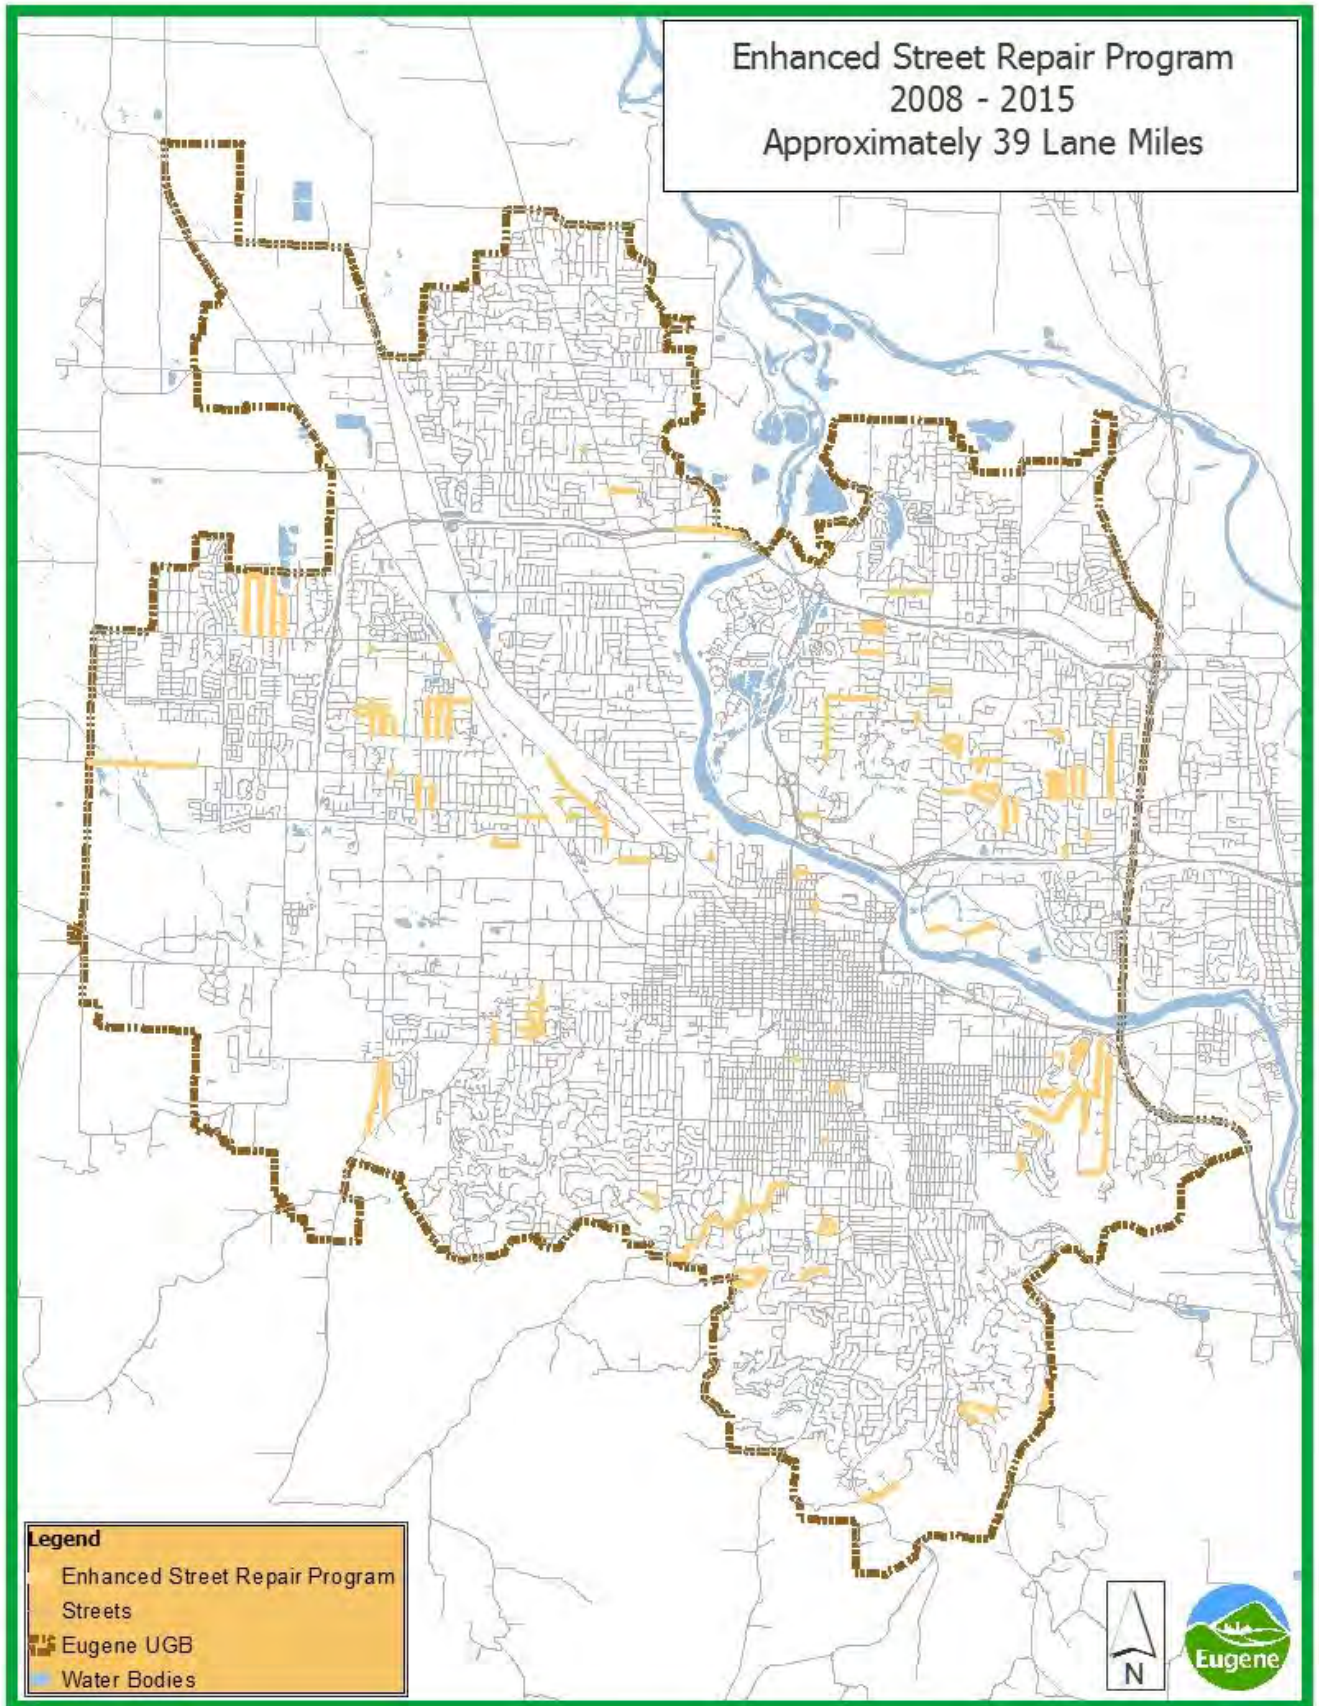 Enhanced Street Repair Program
2008 - 2015
Approximately 39 Lane Miles
Legend
Enhanced Street Repair Program
Streets
Eugene UGB
Water Bodies
N
Eugene